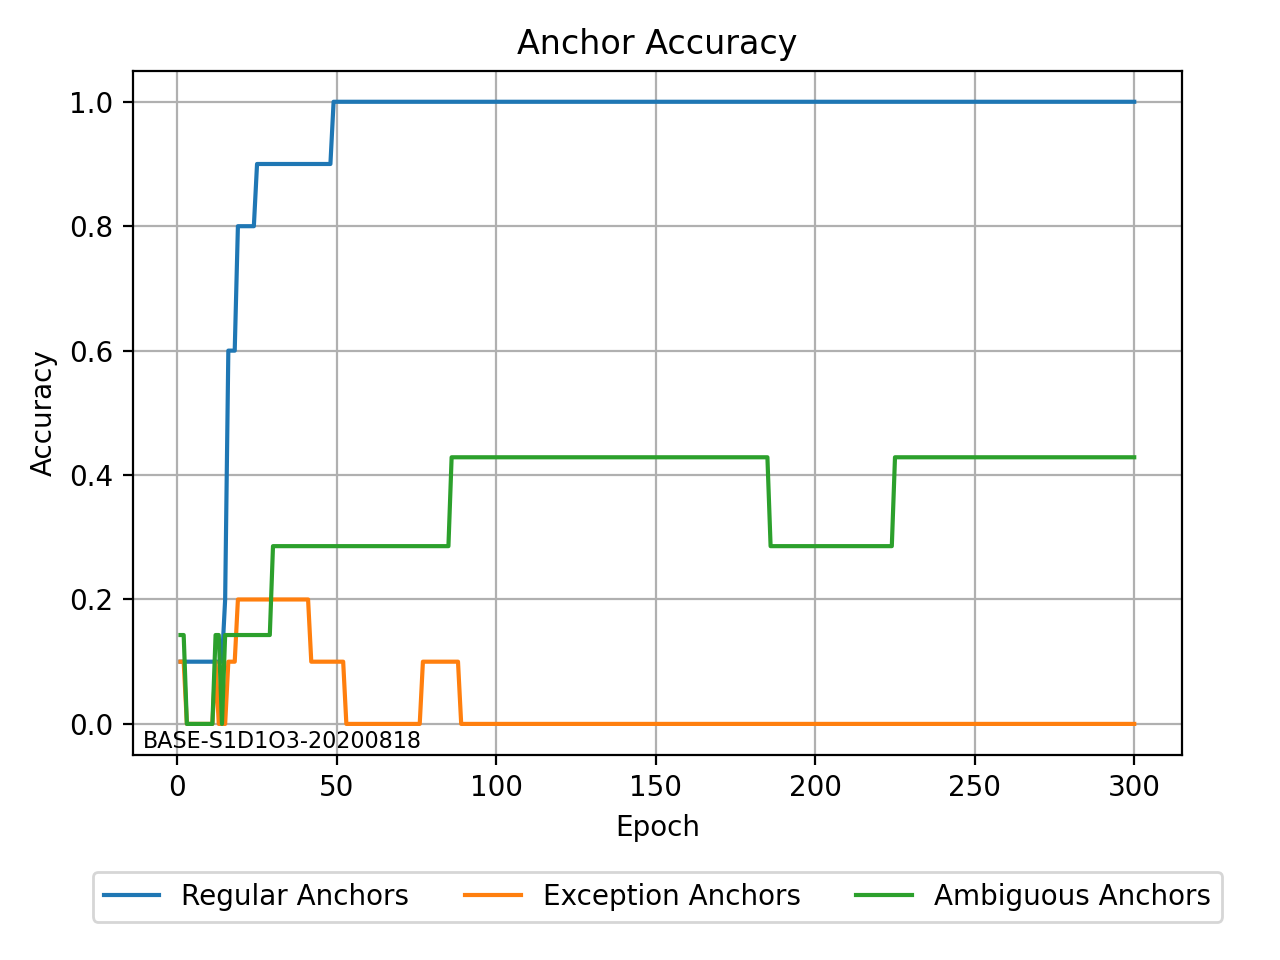 Anchor Accuracy
Accuracy
1.0
0.8
0.6
0.4
0.2
0.0
BASE-S1D1O3-20200818
0 50 100 150 200 250 300
Epoch
Regular Anchors Exception Anchors Ambiguous Anchors